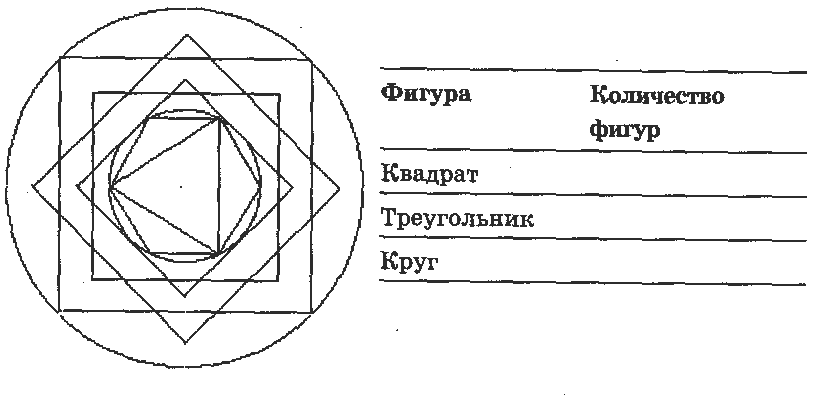 Фигура Количество
фигур
Квадрат
Треугольник
Круг